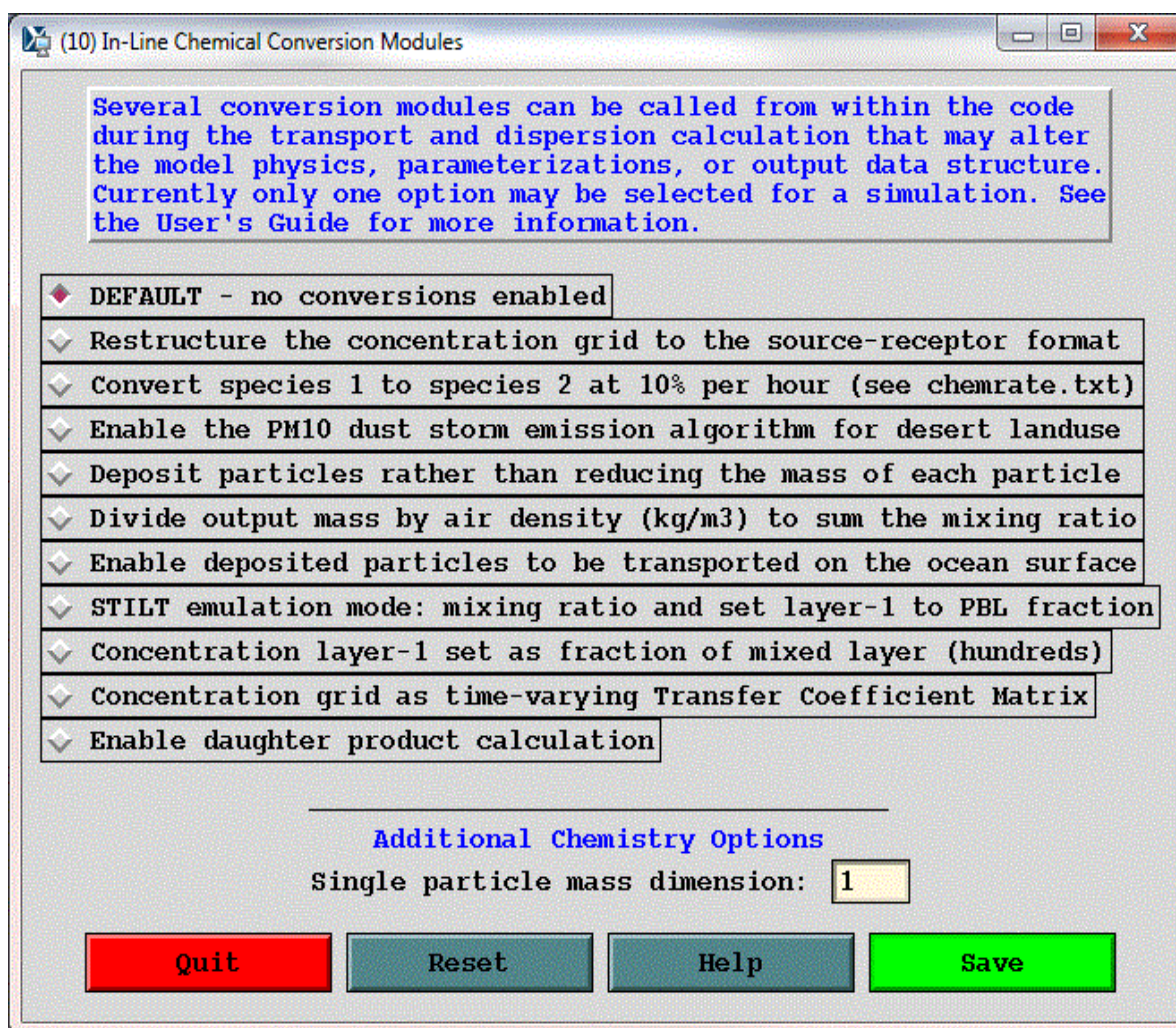 (10) In-Line Chemical Conversion Modules
Several conversion modules can be called from within the code
during the transport and dispersion calculation that may alter
the model physics, parameterizations, or output data structure.
Currently only one option may be selected for a simulation. See
the User's Guide for more information.
DEFAULT - no conversions enabled
Restructure the concentration grid to the source-receptor format
Convert species 1 to species 2 at 10% per hour (see chemrate.txt)
Enable the PM10 dust storm emission algorithm for desert landuse
Deposit particles rather than reducing the mass of each particle
Divide output mass by air density (kg/m3) to sum the mixing ratio
Enable deposited particles to be transported on the ocean surface
STILT emulation mode: mixing ratio and set layer-1 to PBL fraction
Concentration layer-1 set as fraction of mixed layer (hundreds)
Concentration grid as time-varying Transfer Coefficient Matrix
Enable daughter product calculation
Additional Chemistry Options
Single particle mass dimension: 1
Quit Reset Help Save